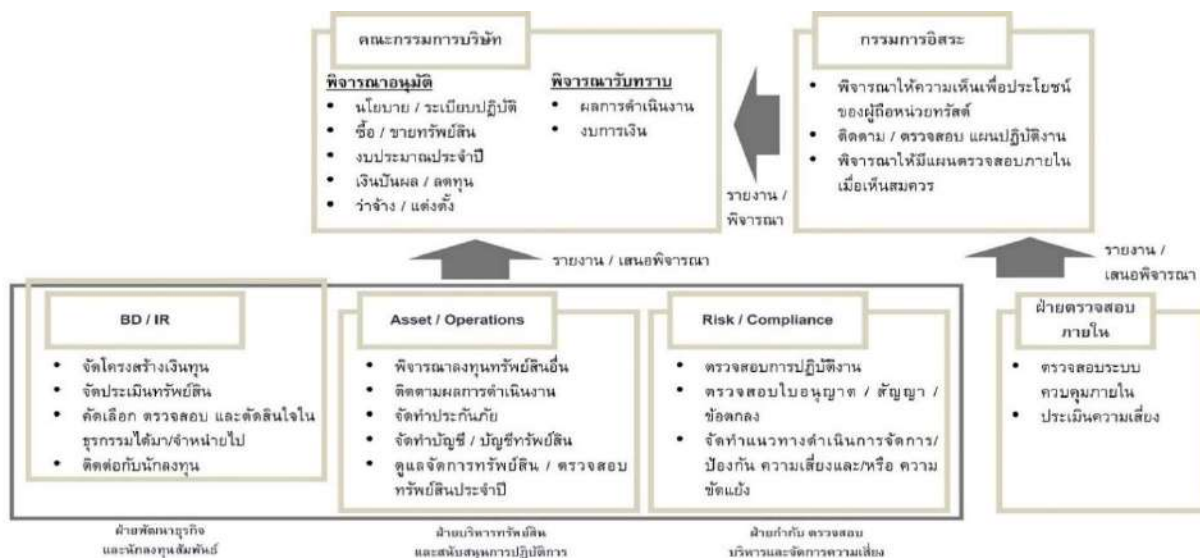 คณะกรรมการบริษัท
พิจารณาอนุมัติ
• นโยบาย / ระเบียบปฏิบัติ
• ซื้อ / ขายทรัพย์สิน
• งบประมาณประจำปี
• เงินปันผล / ลดทุน
• ว่าจ้าง / แต่งตั้ง
พิจารณารับทราบ
• ผลการดำเนินงาน
• งบการเงิน
กรรมการอิสระ
• พิจารณาให้ความเห็นเพื่อประโยชน์
ของผู้ถือหน่วยทรัสต์
• ติดตาม / ตรวจสอบ แผนปฏิบัติงาน
• พิจารณาให้มีแผนตรวจสอบภายใน
เมื่อเห็นสมควร
รายงาน /
พิจารณา
รายงาน / เสนอพิจารณา
รายงาน /
เสนอพิจารณา
BD / IR
• จัดโครงสร้างเงินทุน
• จัดประเมินทรัพย์สิน
• คัดเลือก ตรวจสอบ และตัดสินใจใน
ธุรกรรมได้มา/จำหน่ายไป
• ติดต่อกับนักลงทุน
Asset / Operations
• พิจารณาลงทุนทรัพย์สินอื่น
• ติดตามผลการดำเนินงาน
• จัดทำประกันภัย
• จัดทำบัญชี / บัญชีทรัพย์สิน
• ดูแลจัดการทรัพย์สิน / ตรวจสอบ
ทรัพย์สินประจำปี
Risk / Compliance
• ตรวจสอบการปฏิบัติงาน
• ตรวจสอบใบอนุญาต / สัญญา /
ข้อตกลง
• จัดทำแนวทางดำเนินการจัดการ/
ป้องกัน ความเสี่ยงและ/หรือ ความ
ขัดแย้ง
ฝ่ายตรวจสอบ
ภายใน
• ตรวจสอบระบบ
ควบคุมภายใน
• ประเมินความเสี่ยง
ฝ่ายพัฒนาธุรกิจ
และนักลงทุนสัมพันธ์
ฝ่ายบริหารทรัพย์สิน
และสนับสนุนการปฏิบัติการ
ฝ่ายกำกับ ตรวจสอบ
บริหารและจัดการความเสี่ยง